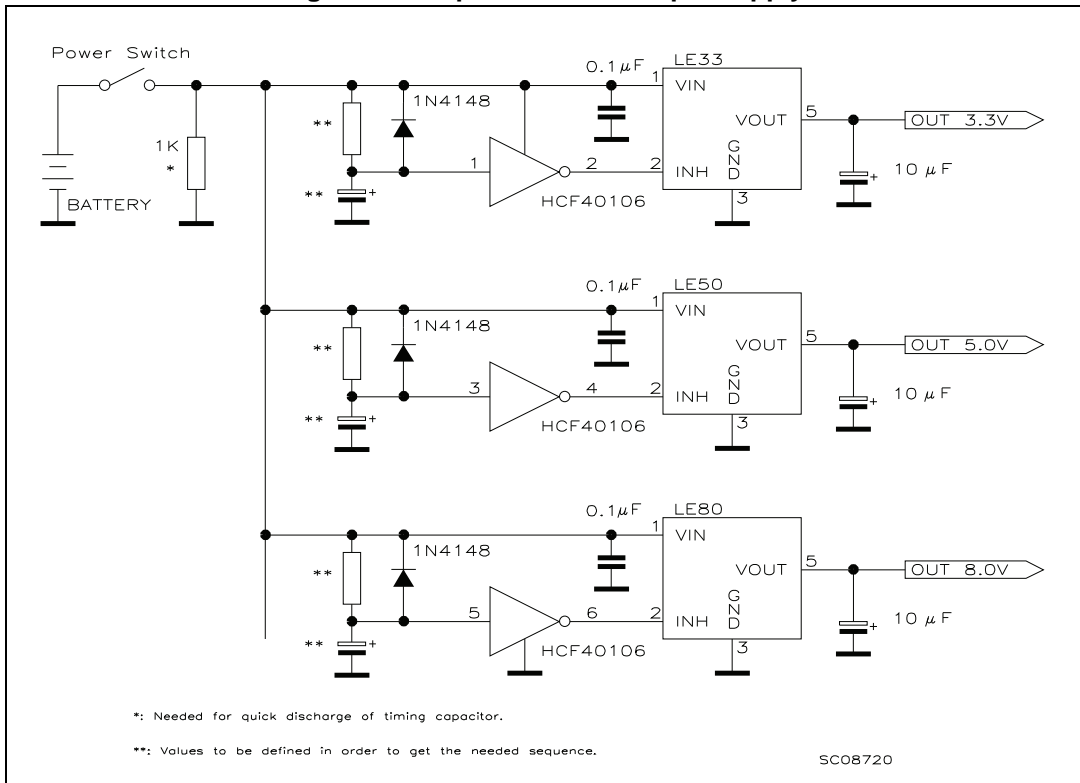 Power Switch
1K
*
BATTERY
**
**
+
1N4148
1
2
HCF40106
0.1μF
LE33
1
VIN
2
INH
GND
VOUT
5
3
OUT 3.3V
+
10 μF
**
**
+
1N4148
3
4
HCF40106
0.1μF
LE50
1
VIN
2
INH
GND
VOUT
5
3
OUT 5.0V
+
10 μF
**
**
+
1N4148
5
6
HCF40106
0.1μF
LE80
1
VIN
2
INH
GND
VOUT
5
3
OUT 8.0V
+
10 μF
*: Needed for quick discharge of timing capacitor.
**: Values to be defined in order to get the needed sequence.
SC08720